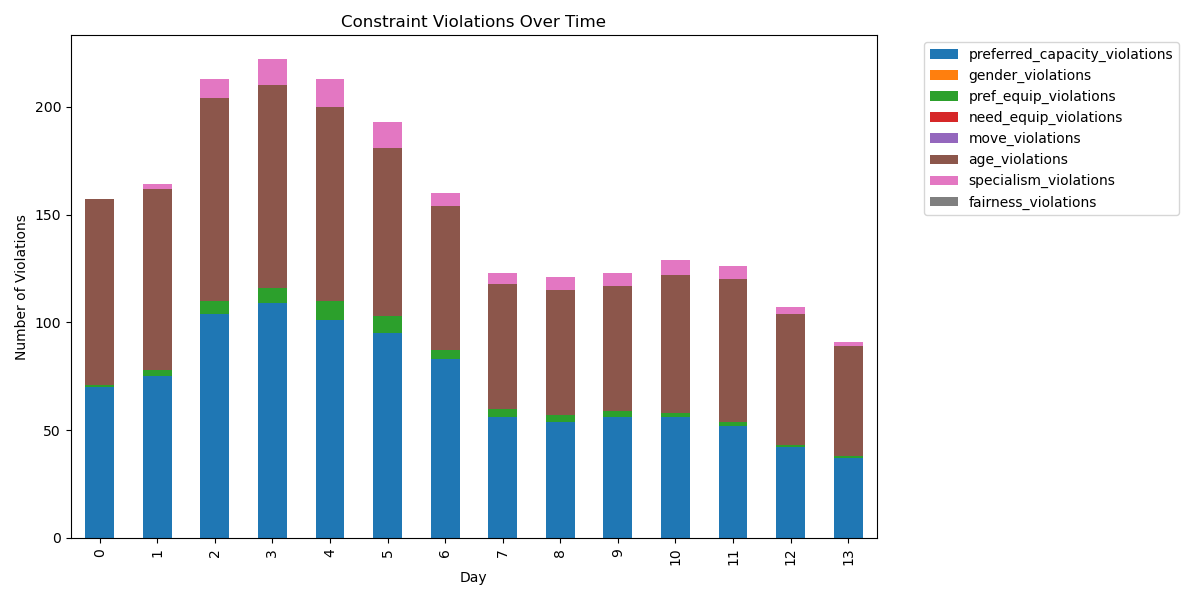 Constraint Violations Over Time
Number of Violations
200
150
100
50
0
0 1 2 3 4 5 6 7 8 9 10 11 12 13
Day
preferred_capacity_violations
gender_violations
pref_equip_violations
need_equip_violations
move_violations
age_violations
specialism_violations
fairness_violations